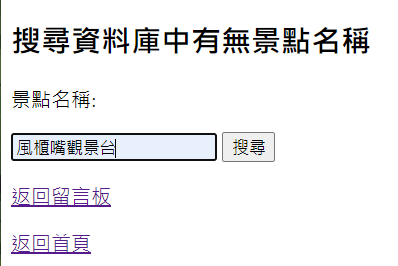 搜尋資料庫中有無景點名稱
景點名稱:
風櫃嘴觀景台 搜尋
返回留言板
返回首頁